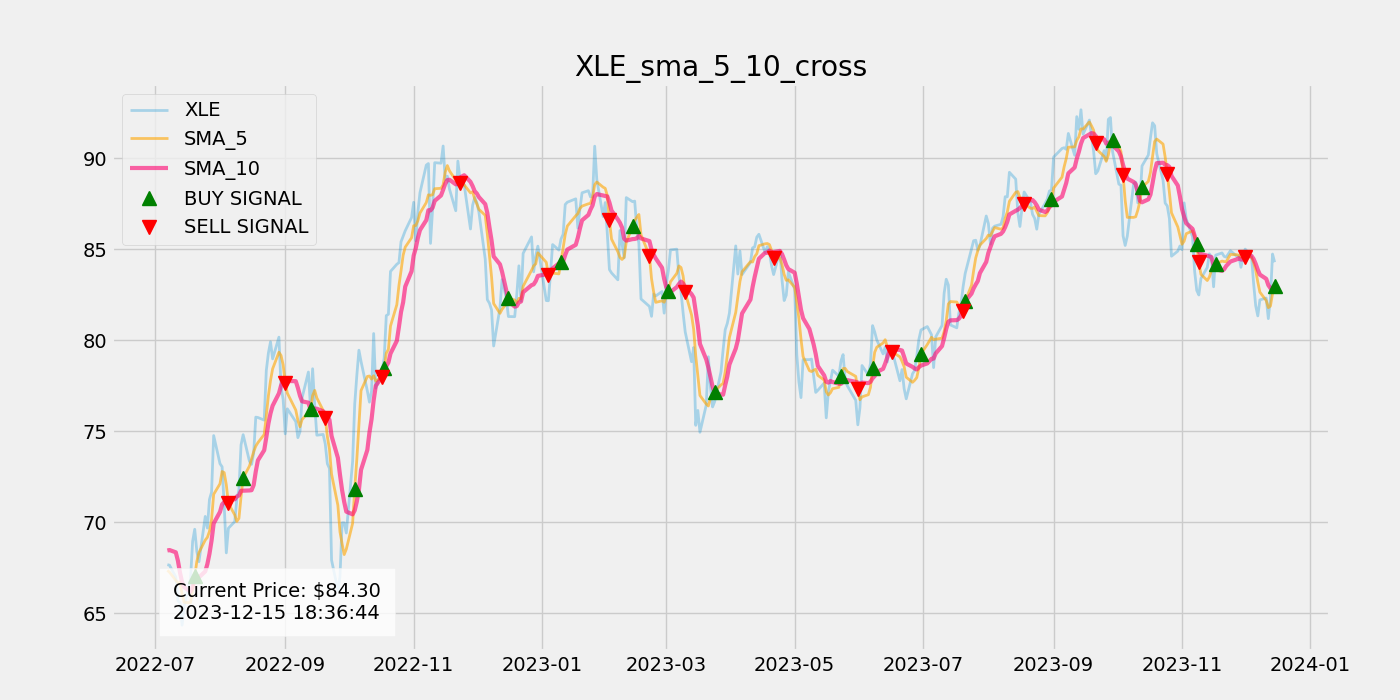 XLE_sma_5_10_cross
XLE
SMA_5
SMA_10
BUY SIGNAL
SELL SIGNAL
90
85
80
75
70
65
Current Price: $84.30
2023-12-15 18:36:44
2022-07 2022-09 2022-11 2023-01 2023-03 2023-05 2023-07 2023-09 2023-11 2024-01